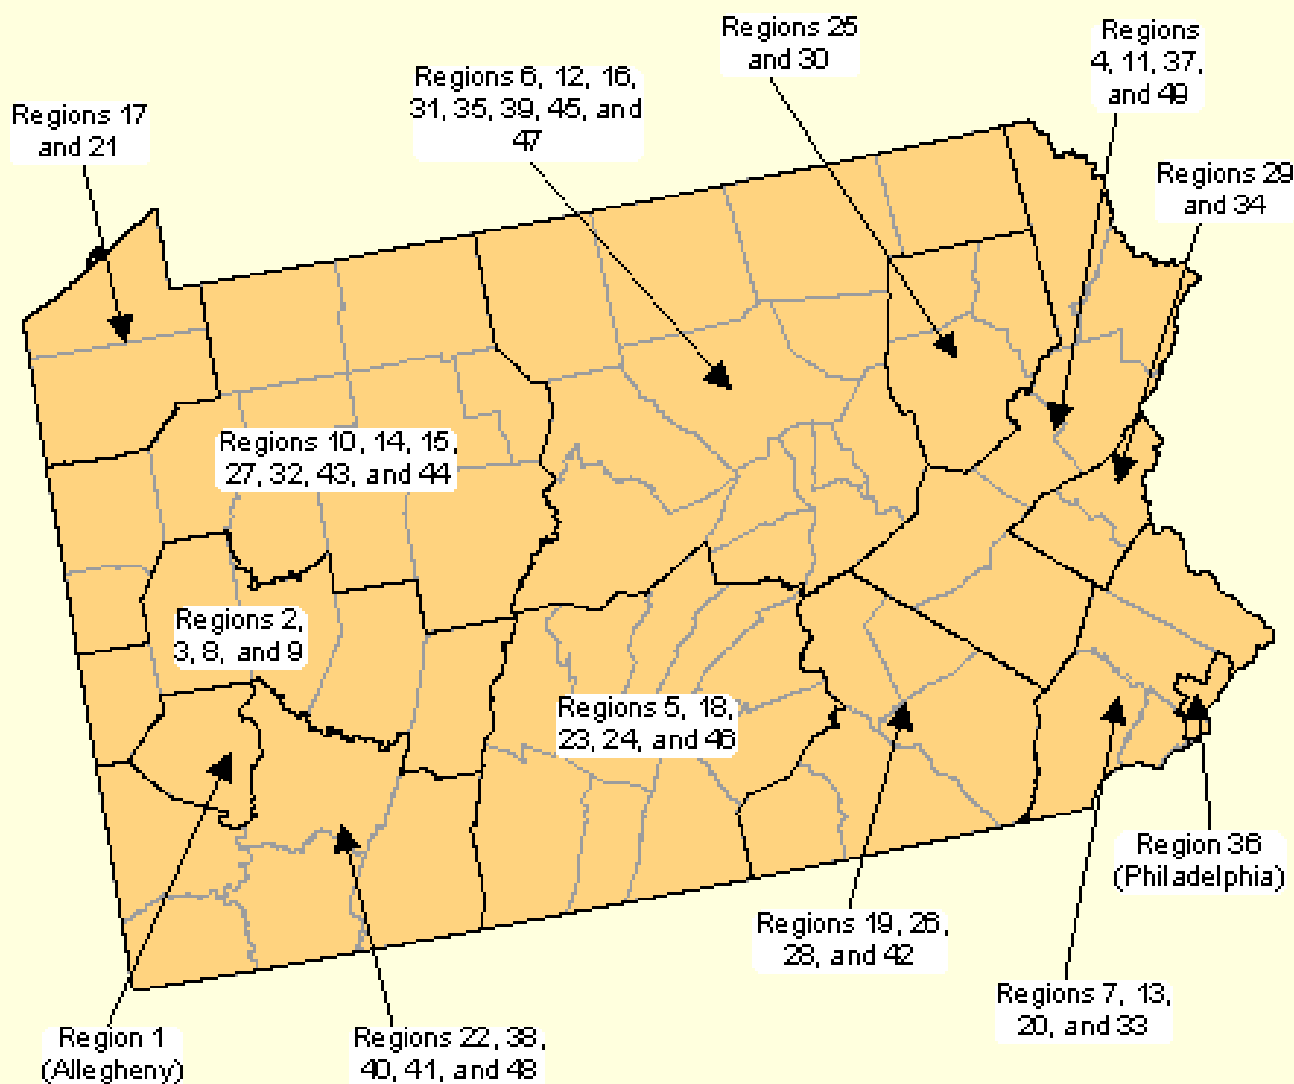 Regions 25
and 30
Regions
4, 11, 37,
and 49
Regions 6, 12, 16,
31, 35, 39, 45, and
47
Regions 17
and 21
Regions 29
and 34
Regions 10, 14, 15,
27, 32, 43, and 44
Regions 2,
3, 8, and 9
Regions 5, 18,
23, 24, and 46
Region 36
(Philadelphia)
Regions 19, 26,
28, and 42
Regions 7, 13,
20, and 33
Region 1
(Allegheny)
Regions 22, 38,
40, 41, and 48